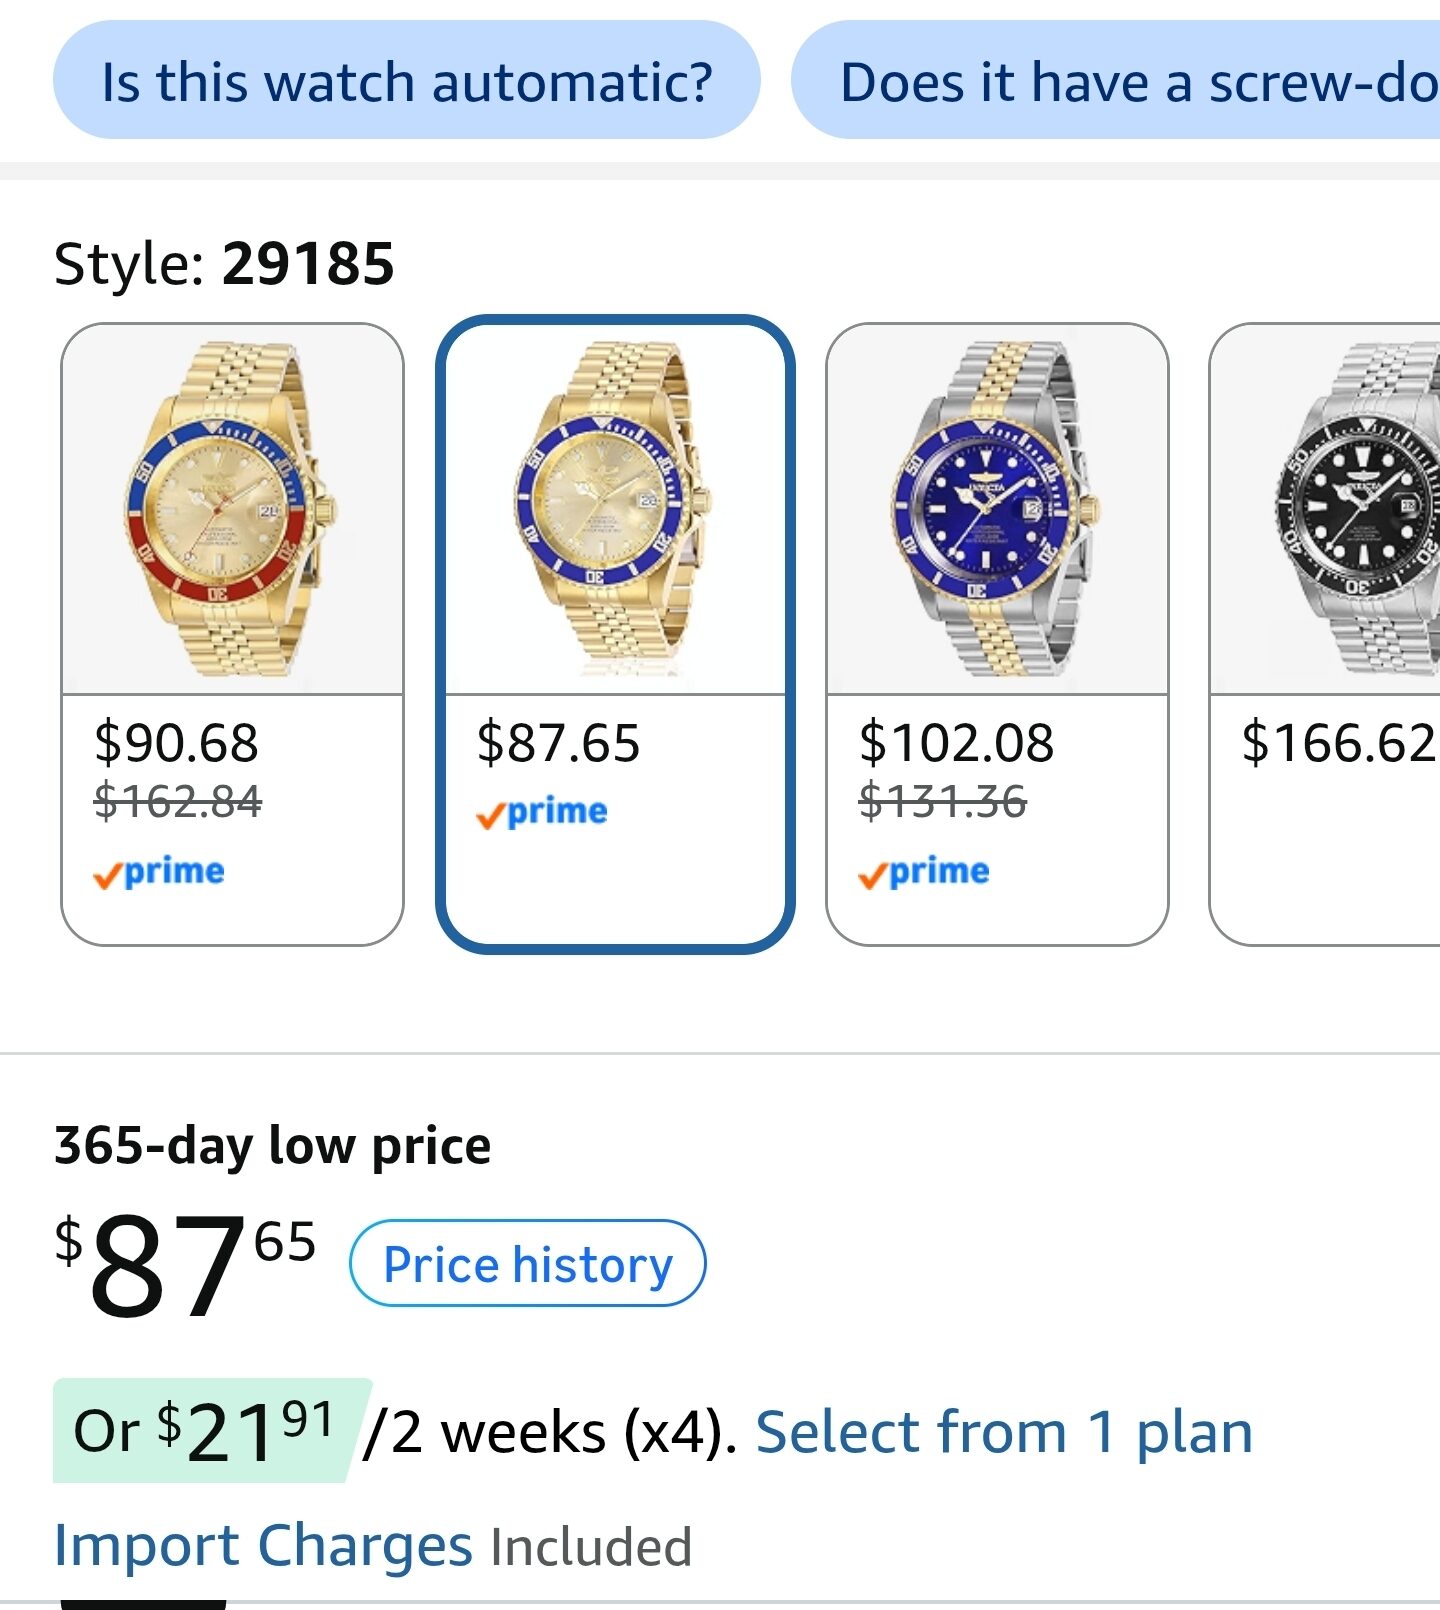 Is this watch automatic?
Does it have a screw-do
Style: 29185
$90.68
$162.84
prime
$87.65
prime
INVICTA
$102.08
$131.36
prime
$166.62
365-day low price
$87 65
Price history
Or $21 91 /2 weeks (x4). Select from 1 plan
Import Charges Included